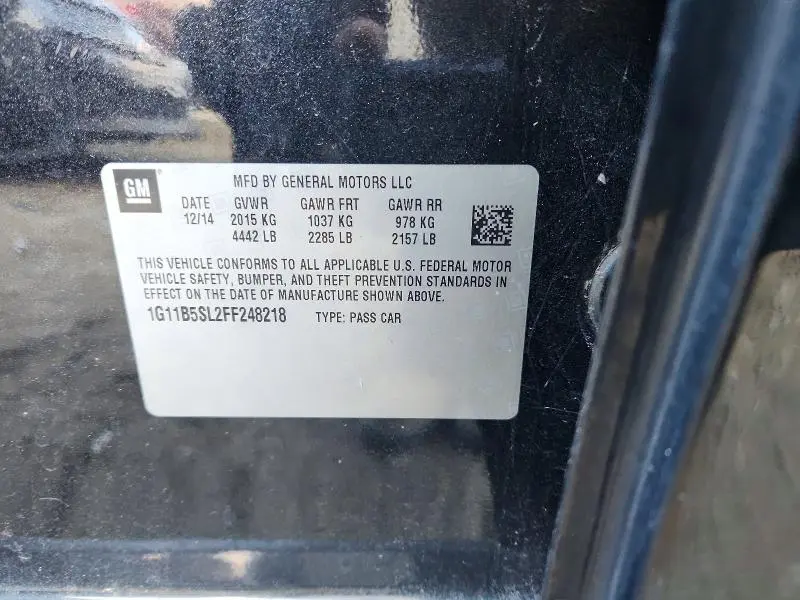 GM
MFD BY GENERAL MOTORS LLC
DATE GVWR GAWR FRT GAWR RR
12/14 2015 KG 1037 KG 978 KG
4442 LB 2285 LB 2157 LB
THIS VEHICLE CONFORMS TO ALL APPLICABLE U.S. FEDERAL MOTOR
VEHICLE SAFETY, BUMPER, AND THEFT PREVENTION STANDARDS IN
EFFECT ON THE DATE OF MANUFACTURE SHOWN ABOVE.
1G11B5SL2FF248218 TYPE: PASS CAR